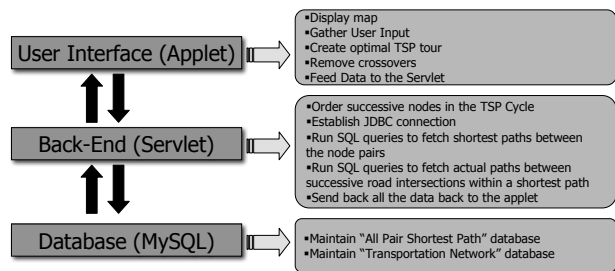 User Interface (Applet)
▪Display map
▪Gather User Input
▪Create optimal TSP tour
▪Remove crossovers
▪Feed Data to the Servlet
Back-End (Servlet)
▪Order successive nodes in the TSP Cycle
▪Establish JDBC connection
▪Run SQL queries to fetch shortest paths between
the node pairs
▪Run SQL queries to fetch actual paths between
successive road intersections within a shortest path
▪Send back all the data back to the applet
Database (MySQL)
▪Maintain “All Pair Shortest Path” database
▪Maintain “Transportation Network” database